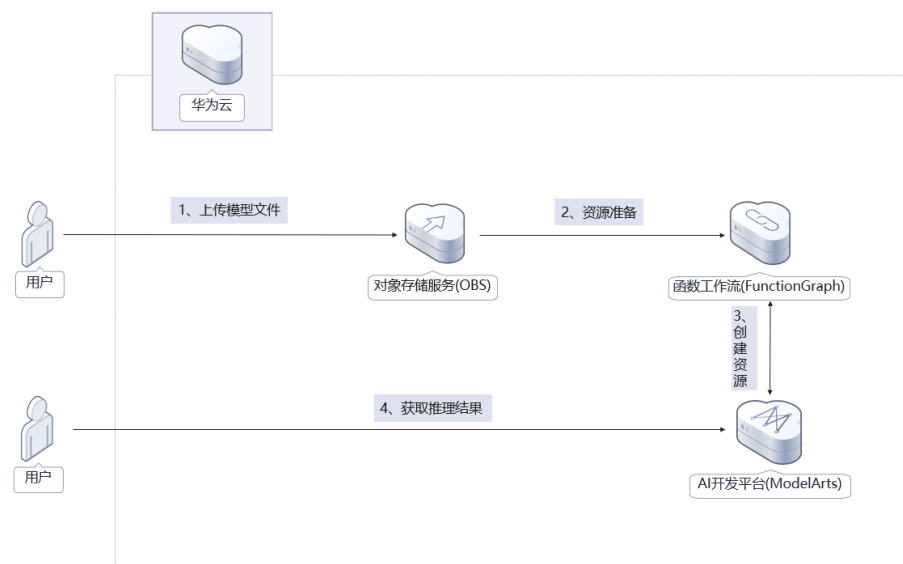 华为云
1、上传模型文件
2、资源准备
用户
对象存储服务(OBS)
函数工作流(FunctionGraph)
3、
创
建
资
源
4、获取推理结果
用户
AI开发平台(ModelArts)